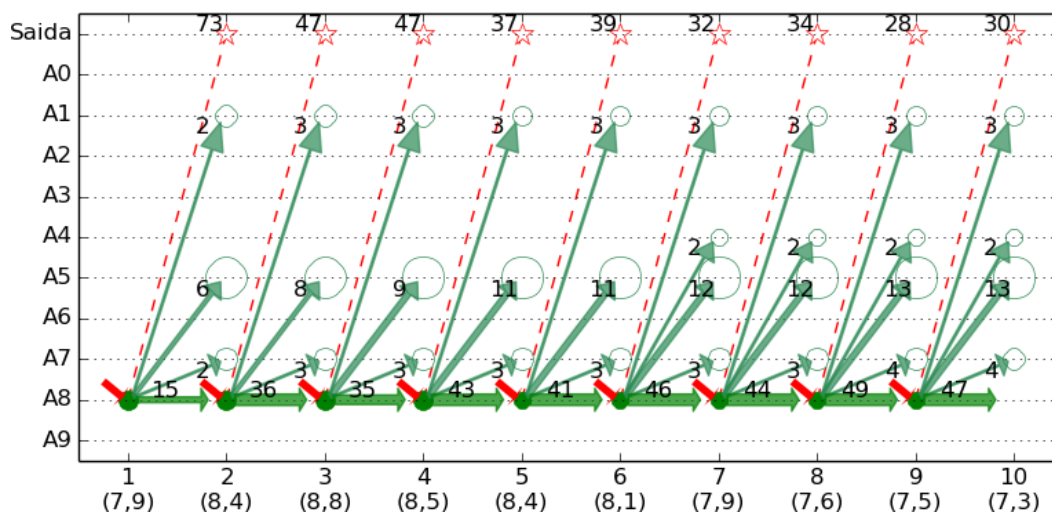 Saida 73 47 47 37 39 32 34 28 30
A0
A1 2 3 3 3 3 3 3 3 3
A2
A3
A4 2 2 2 2
A5 6 8 9 11 11 12 12 13 13
A6
A7 2 3 3 3 3 3 3 4 4
A8 15 36 35 43 41 46 44 49 47
A9
1 2 3 4 5 6 7 8 9 10
(7,9) (8,4) (8,8) (8,5) (8,4) (8,1) (7,9) (7,6) (7,5) (7,3)